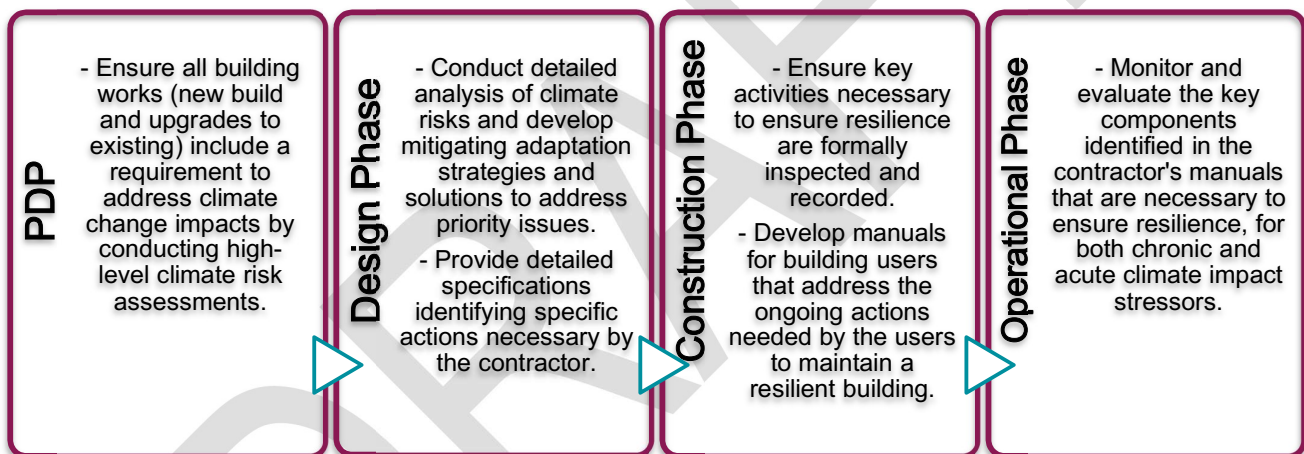 PDP
- Ensure all building
works (new build
and upgrades to
existing) include a
requirement to
address climate
change impacts by
conducting high-
level climate risk
assessments.
Design Phase
- Conduct detailed
analysis of climate
risks and develop
mitigating adaptation
strategies and
solutions to address
priority issues.
- Provide detailed
specifications
identifying specific
actions necessary by
the contractor.
Construction Phase
- Ensure key
activities necessary
to ensure resilience
are formally
inspected and
recorded.
- Develop manuals
for building users
that address the
ongoing actions
needed by the users
to maintain a
resilient building.
Operational Phase
- Monitor and
evaluate the key
components
identified in the
contractor's manuals
that are necessary to
ensure resilience, for
both chronic and
acute climate impact
stressors.